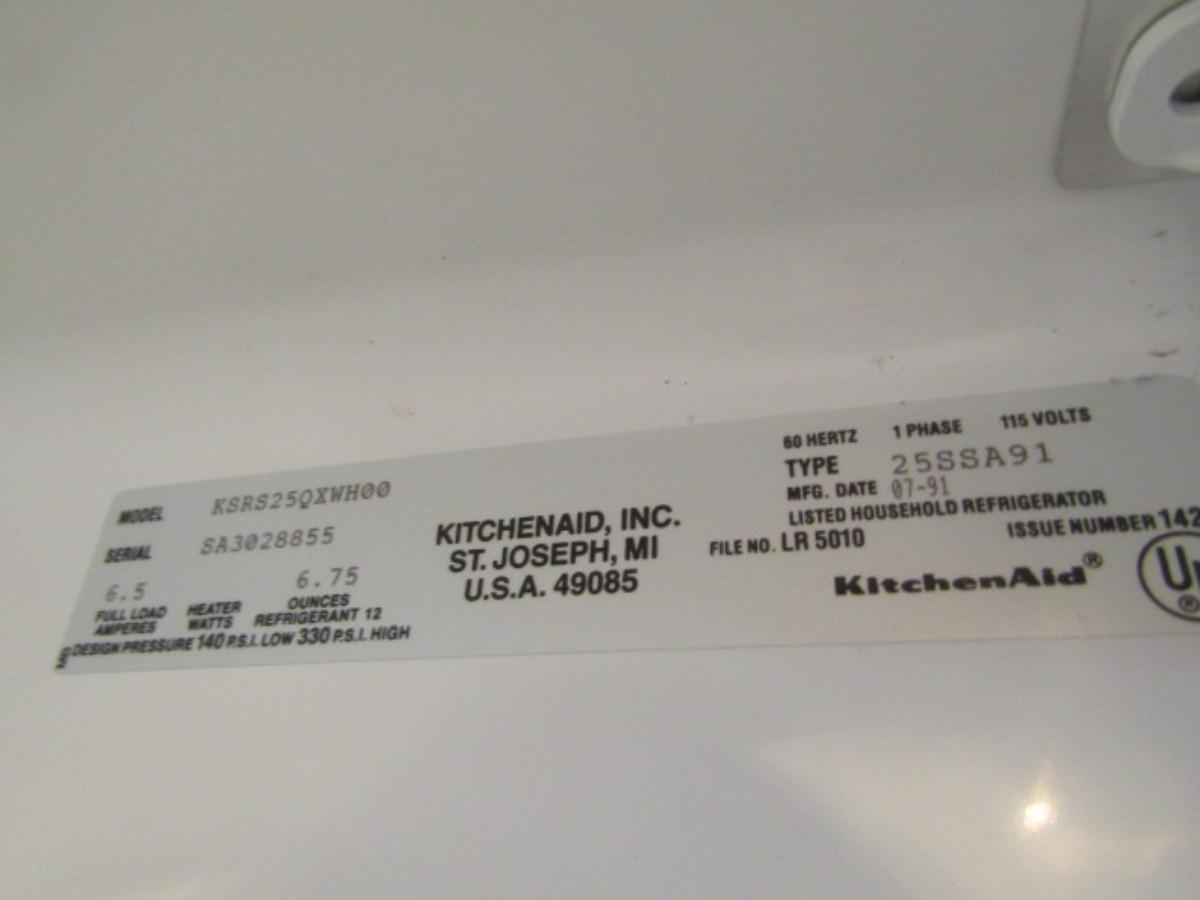 MODEL KSRS25QXWH00
SERIAL SA3028855
6.5 6.75
FULL LOAD AMPERES HEATER WATTS OUNCES REFRIGERANT 12
DESIGN PRESSURE 140 P.S.I. LOW 330 P.S.I. HIGH
KITCHENAID, INC.
ST. JOSEPH, MI
U.S.A. 49085
60 HERTZ 1 PHASE 115 VOLTS
TYPE 25SSA91
MFG. DATE 07-91
LISTED HOUSEHOLD REFRIGERATOR
FILE NO. LR 5010 ISSUE NUMBER 142
KitchenAid®